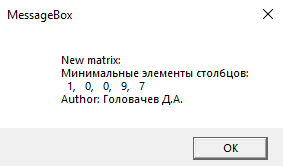 MessageBox
New matrix:
Минимальные элементы столбцов:
1, 0, 0, 9, 7
Author: Головачев Д.А.
OK